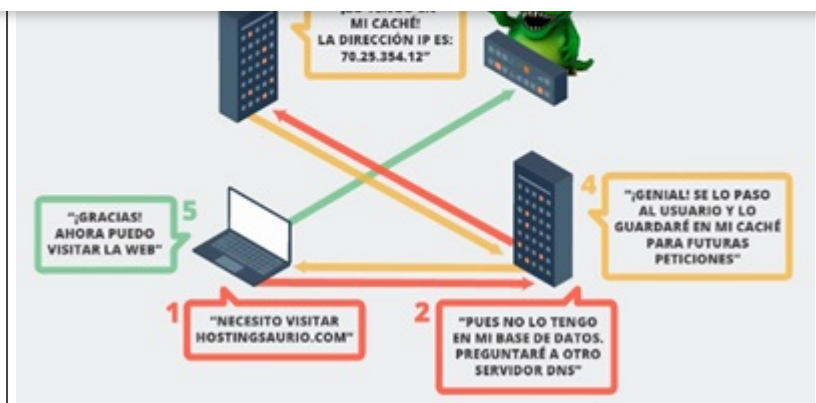 MI CACHÉ!
LA DIRECCIÓN IP ES:
70.25.354.12"
5
"¡GRACIAS!
AHORA PUEDO
VISITAR LA WEB"
4
"¡GENIAL! SE LO PASO
AL USUARIO Y LO
GUARDARÉ EN MI CACHÉ
PARA FUTURAS
PETICIONES"
1
"NECESITO VISITAR
HOSTINGSAURIO.COM"
2
"PUES NO LO TENGO
EN MI BASE DE DATOS.
PREGUNTARÉ A OTRO
SERVIDOR DNS"